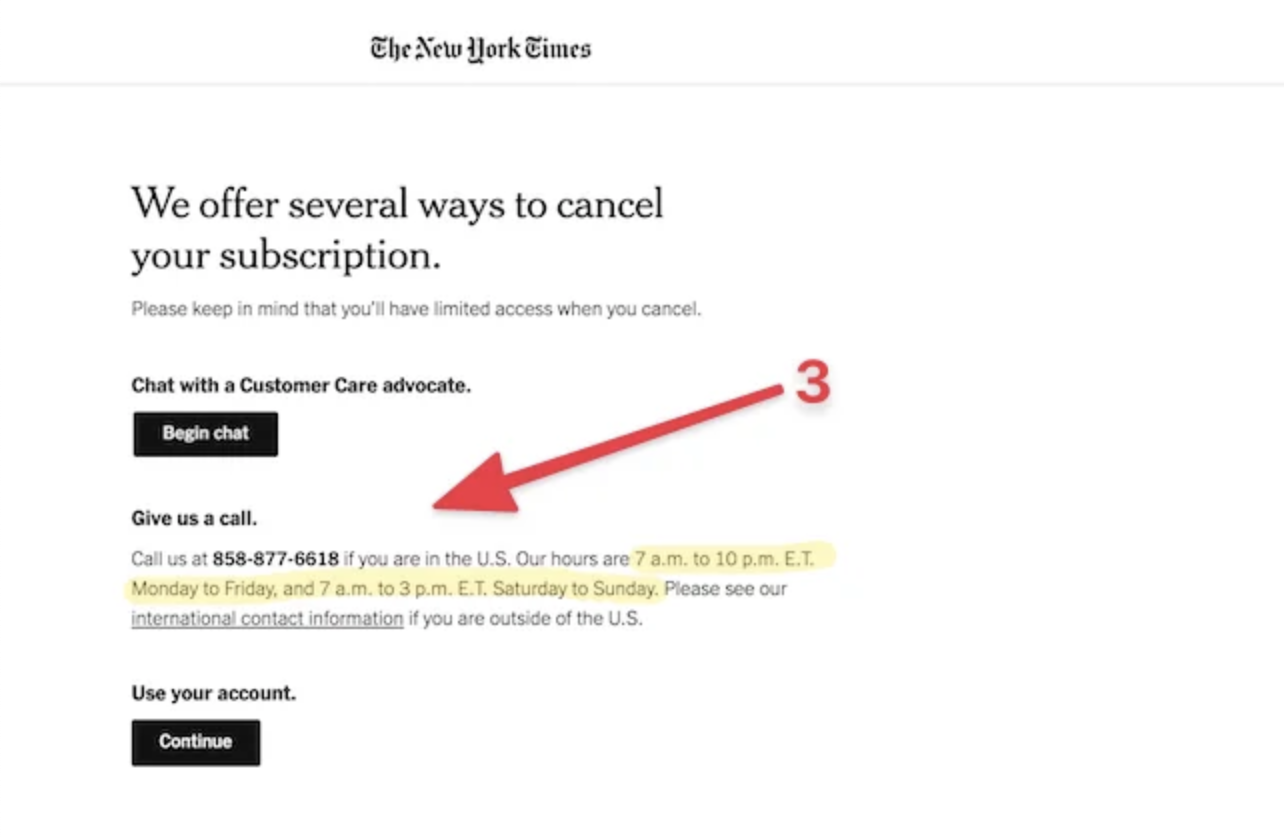 The New York Times
We offer several ways to cancel
your subscription.
Please keep in mind that you'll have limited access when you cancel.
Chat with a Customer Care advocate.
Begin chat
3
Give us a call.
Call us at 858-877-6618 if you are in the U.S. Our hours are 7 a.m. to 10 p.m. E.T.
Monday to Friday, and 7 a.m. to 3 p.m. E.T. Saturday to Sunday. Please see our
international contact information if you are outside of the U.S.
Use your account.
Continue